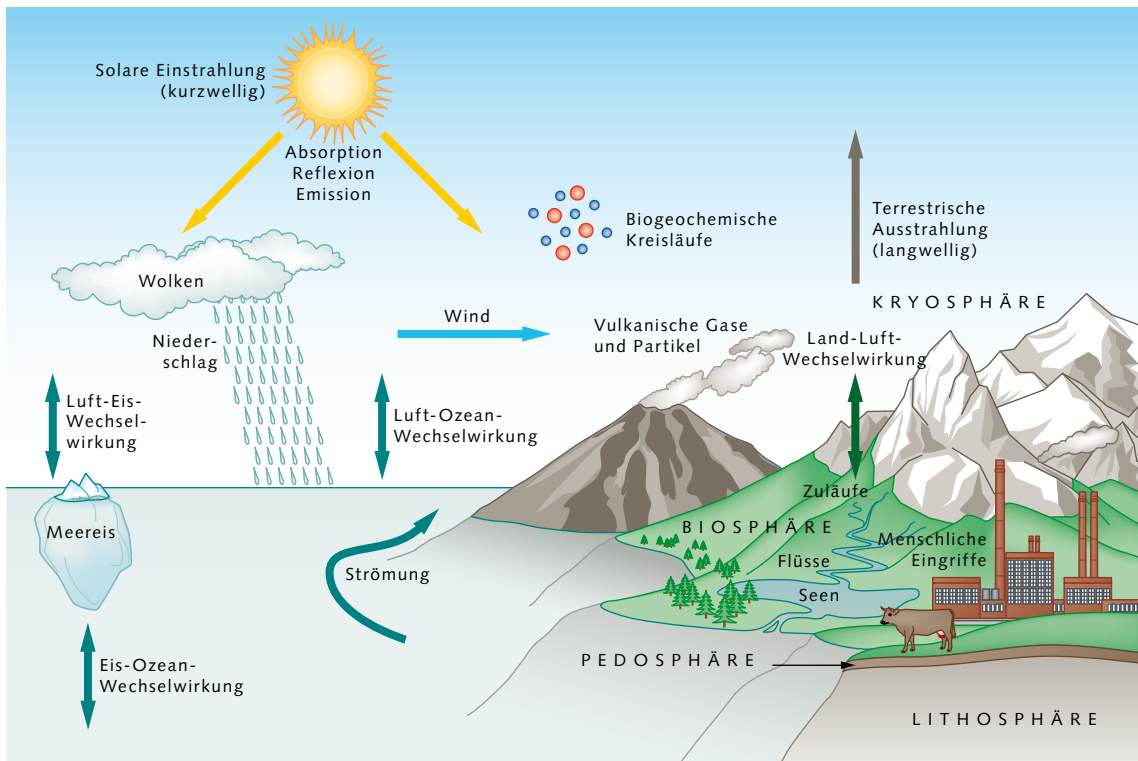 Solare Einstrahlung
(kurzwellig)
Absorption
Reflexion
Emission
Biogeochemische
Kreisläufe
Terrestrische
Ausstrahlung
(langwellig)
Wolken
KRYOSPHÄRE
Nieder-
schlag
Wind
Vulkanische Gase
und Partikel
Land-Luft-
Wechselwirkung
Luft-Eis-
Wechsel-
wirkung
Luft-Ozean-
Wechselwirkung
Zuläufe
Meereis
BIOSPHÄRE
Menschliche
Eingriffe
Flüsse
Strömung
Seen
Eis-Ozean-
Wechselwirkung
PEDOSPHÄRE
LITHOSPHÄRE